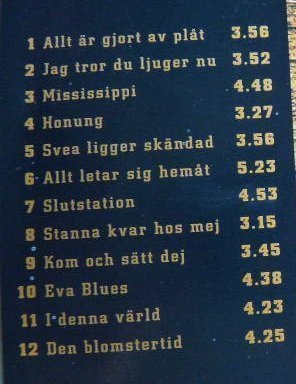 1 Allt är gjort av plåt 3.56
2 Jag tror du ljuger nu 3.52
3 Mississippi 4.48
4 Honung 3.27
5 Svea ligger skändad 3.56
6 Allt letar sig hemåt 5.23
7 Slutstation 4.53
8 Stanna kvar hos mej 3.15
9 Kom och sätt dej 3.45
10 Eva Blues 4.38
11 I denna värld 4.23
12 Den blomstertid 4.25